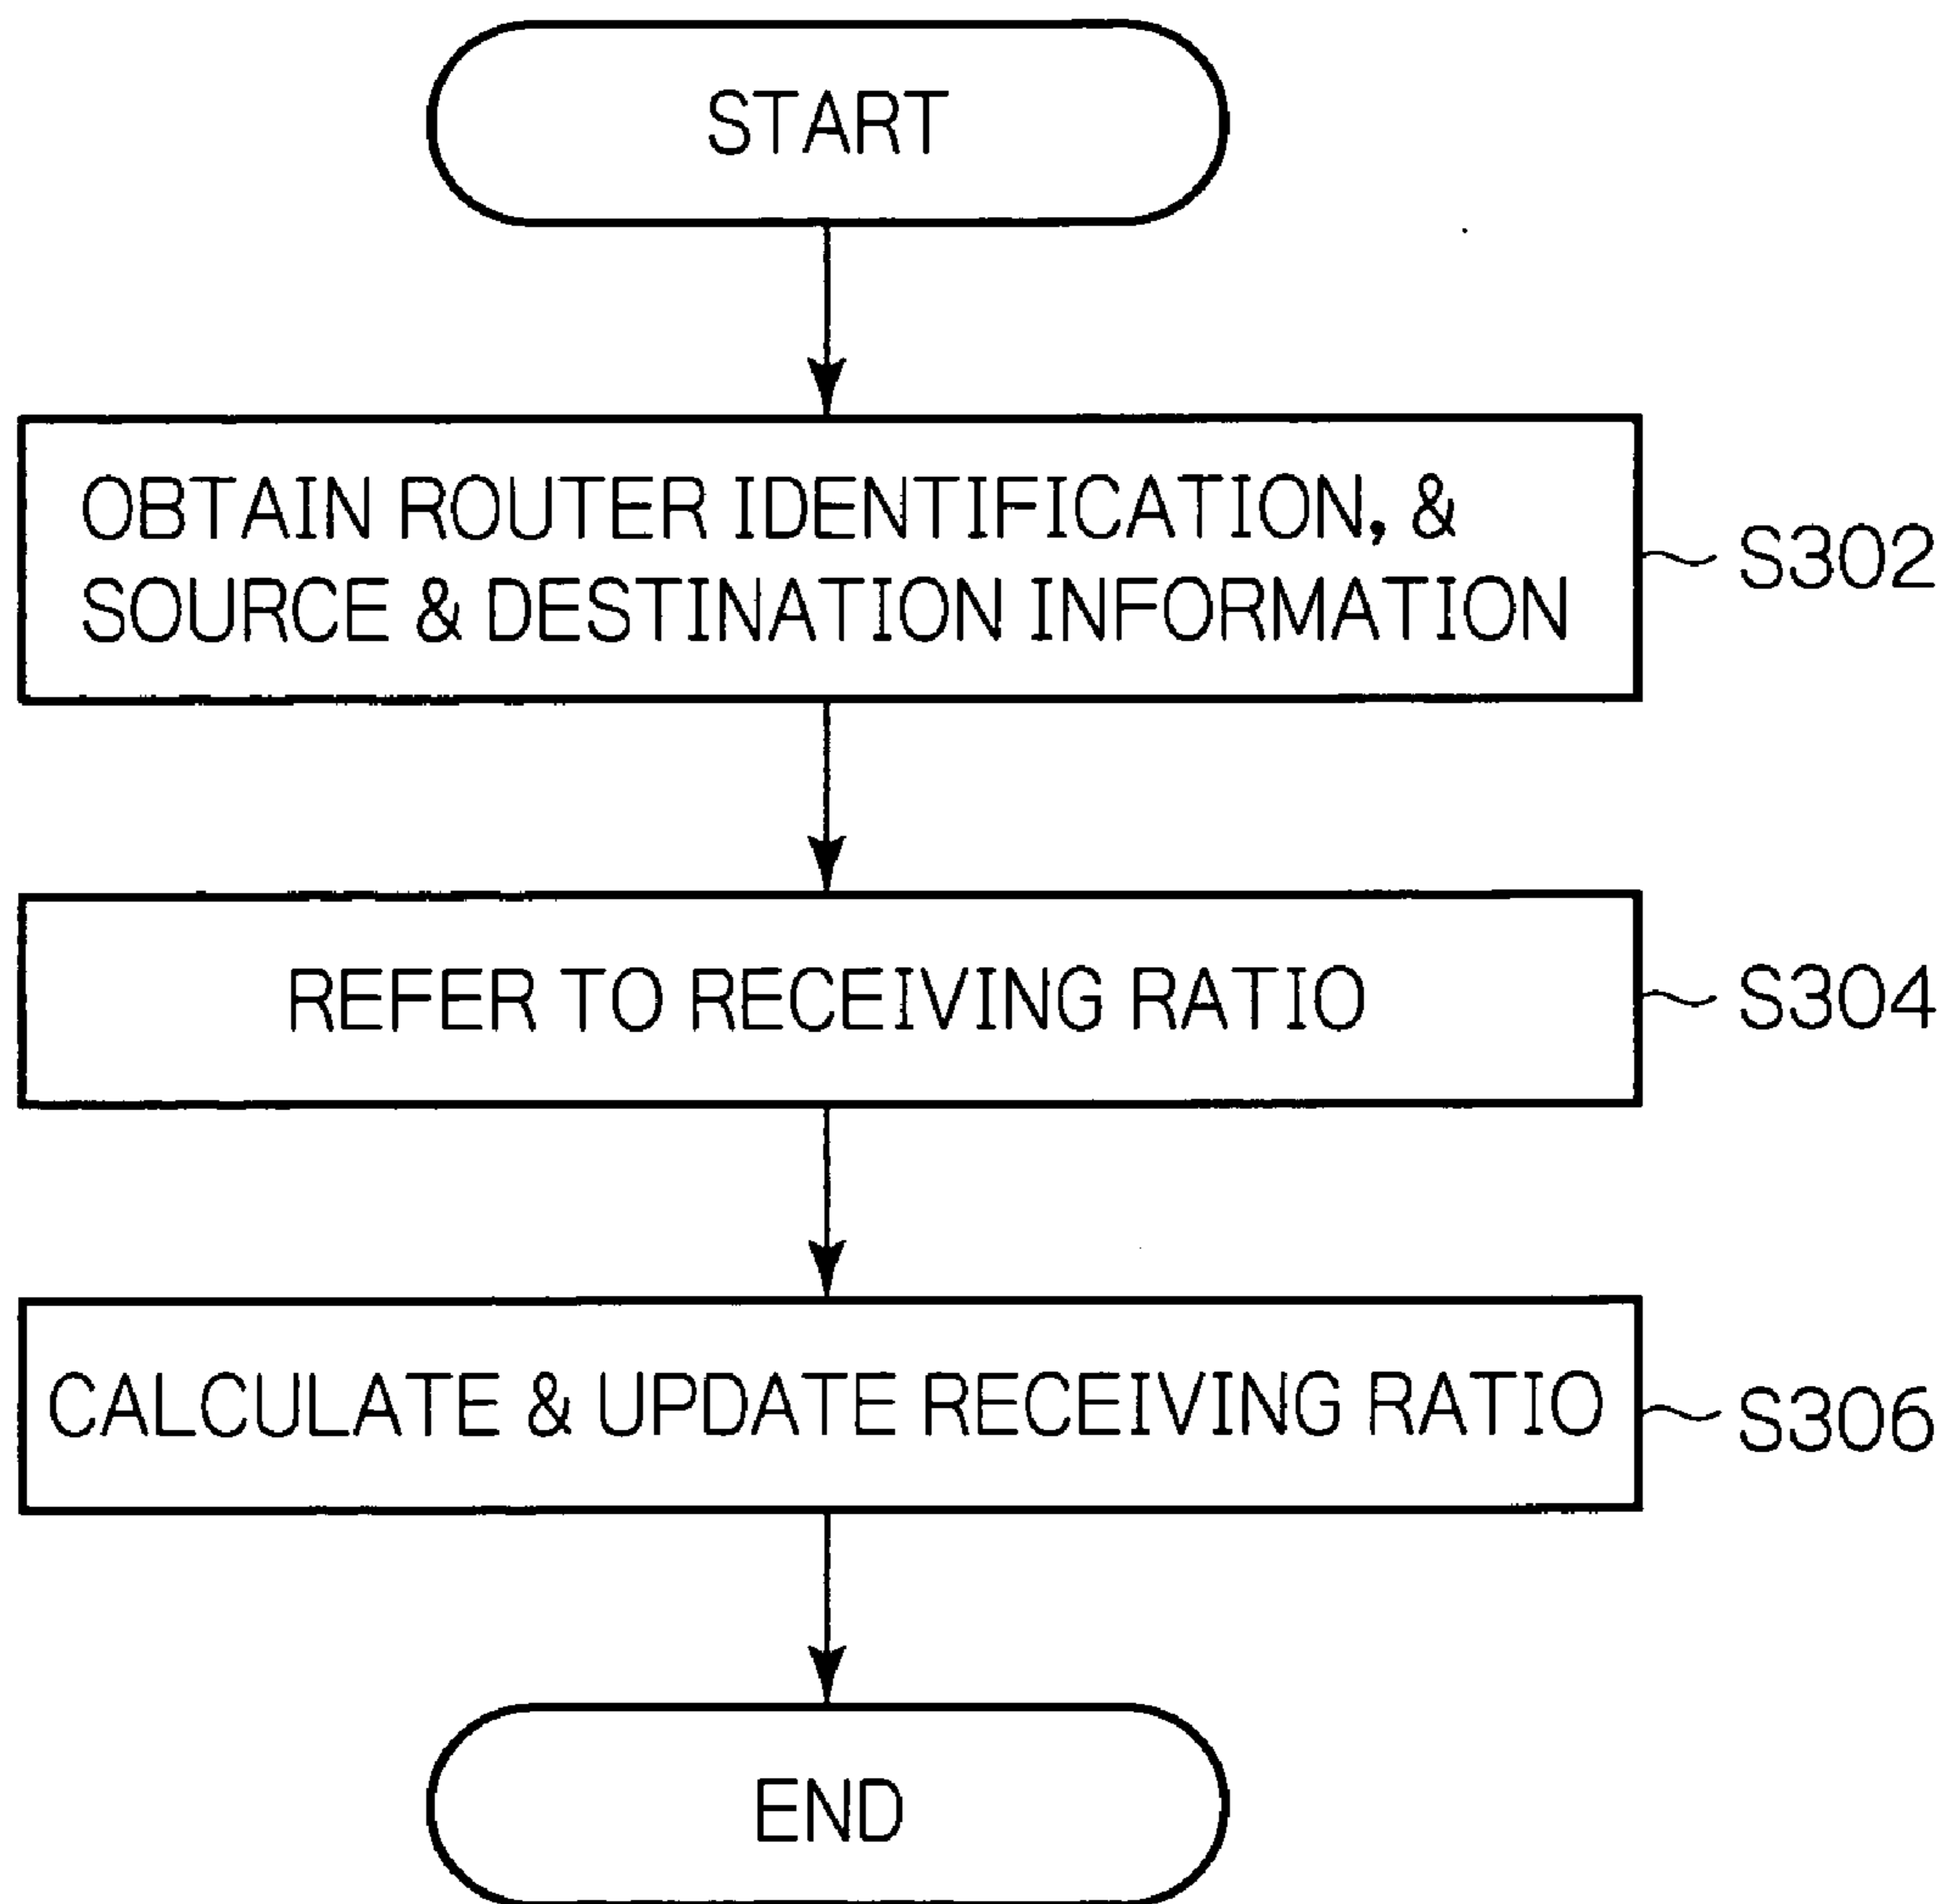 START
OBTAIN ROUTER IDENTIFICATION, &
SOURCE & DESTINATION INFORMATION
S302
REFER TO RECEIVING RATIO
S304
CALCULATE & UPDATE RECEIVING RATIO
S306
END